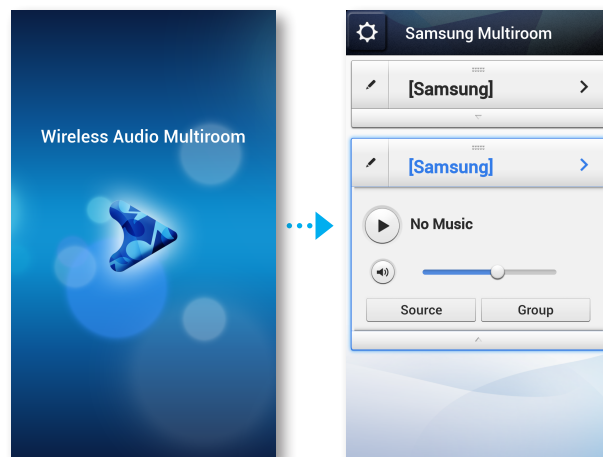 Wireless Audio Multiroom
Samsung Multiroom
[Samsung]
[Samsung]
No Music
Source
Group